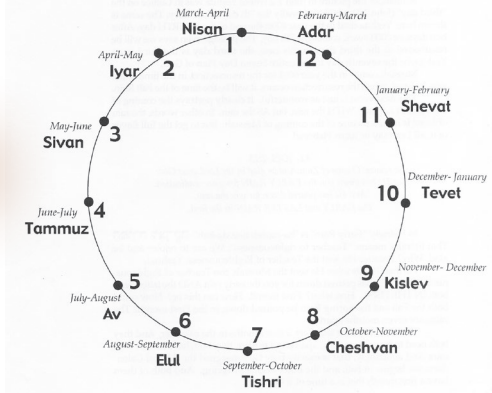 March-April
Nisan
1
April-May
Iyar
2
May-June
Sivan
3
June-July
Tammuz
4
July-August
Av
5
August-September
Elul
6
September-October
Tishri
7
October-November
Cheshvan
8
November- December
Kislev
9
December- January
Tevet
10
January-February
Shevat
11
February-March
Adar
12